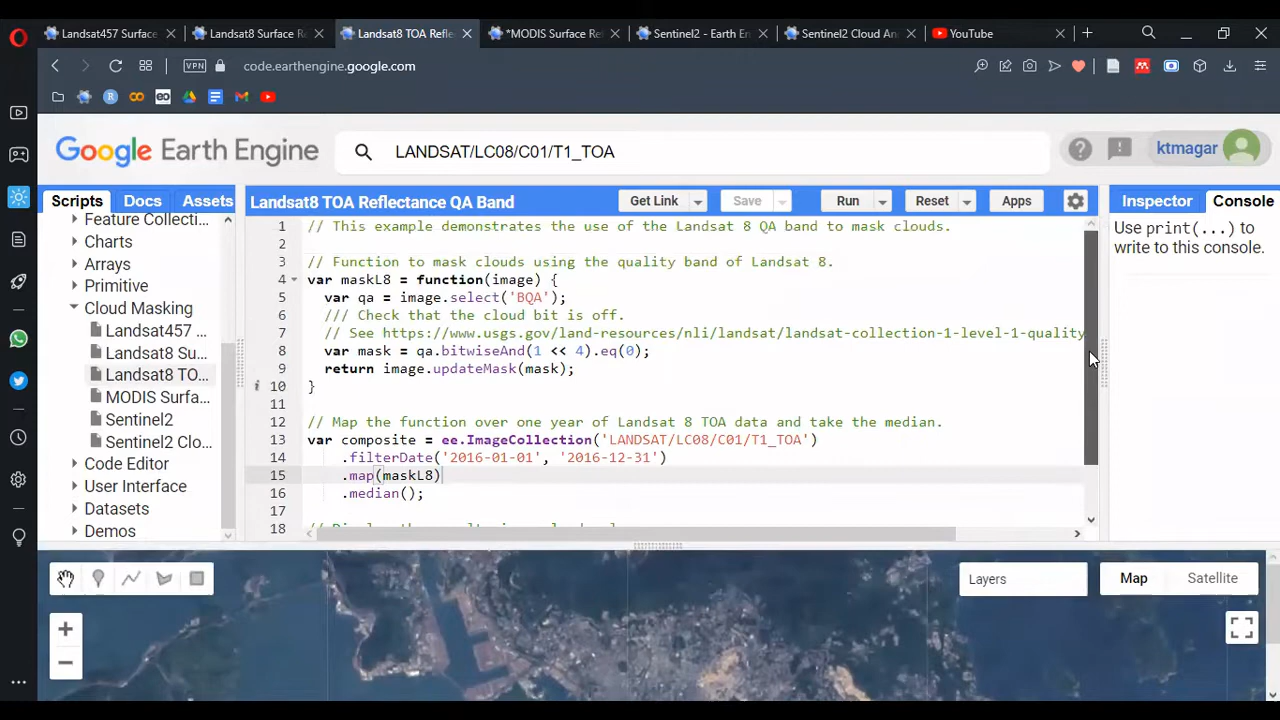 Landsat457 Surface
Landsat8 Surface R
Landsat8 TOA Refle
*MODIS Surface Re
Sentinel2 - Earth En
Sentinel2 Cloud An
YouTube
VPN
code.earthengine.google.com
Google Earth Engine
LANDSAT/LC08/C01/T1_TOA
ktmagar
Scripts
Docs
Assets
Feature Collecti...
Charts
Arrays
Primitive
Cloud Masking
Landsat457 ...
Landsat8 Su...
Landsat8 TO...
MODIS Surfa...
Sentinel2
Sentinel2 Clo...
Code Editor
User Interface
Datasets
Demos
Landsat8 TOA Reflectance QA Band
Get Link
Save
Run
Reset
Apps
1 // This example demonstrates the use of the Landsat 8 QA band to mask clouds.
2
3 // Function to mask clouds using the quality band of Landsat 8.
4 var maskL8 = function(image) {
5 var qa = image.select('BQA');
6 /// Check that the cloud bit is off.
7 // See https://www.usgs.gov/land-resources/nli/landsat/landsat-collection-1-level-1-quality
8 var mask = qa.bitwiseAnd(1 << 4).eq(0);
9 return image.updateMask(mask);
10 }
11
12 // Map the function over one year of Landsat 8 TOA data and take the median.
13 var composite = ee.ImageCollection('LANDSAT/LC08/C01/T1_TOA')
14 .filterDate('2016-01-01', '2016-12-31')
15 .map(maskL8)
16 .median();
17
18
Inspector
Console
Use print(...) to
write to this console.
Layers
Map
Satellite